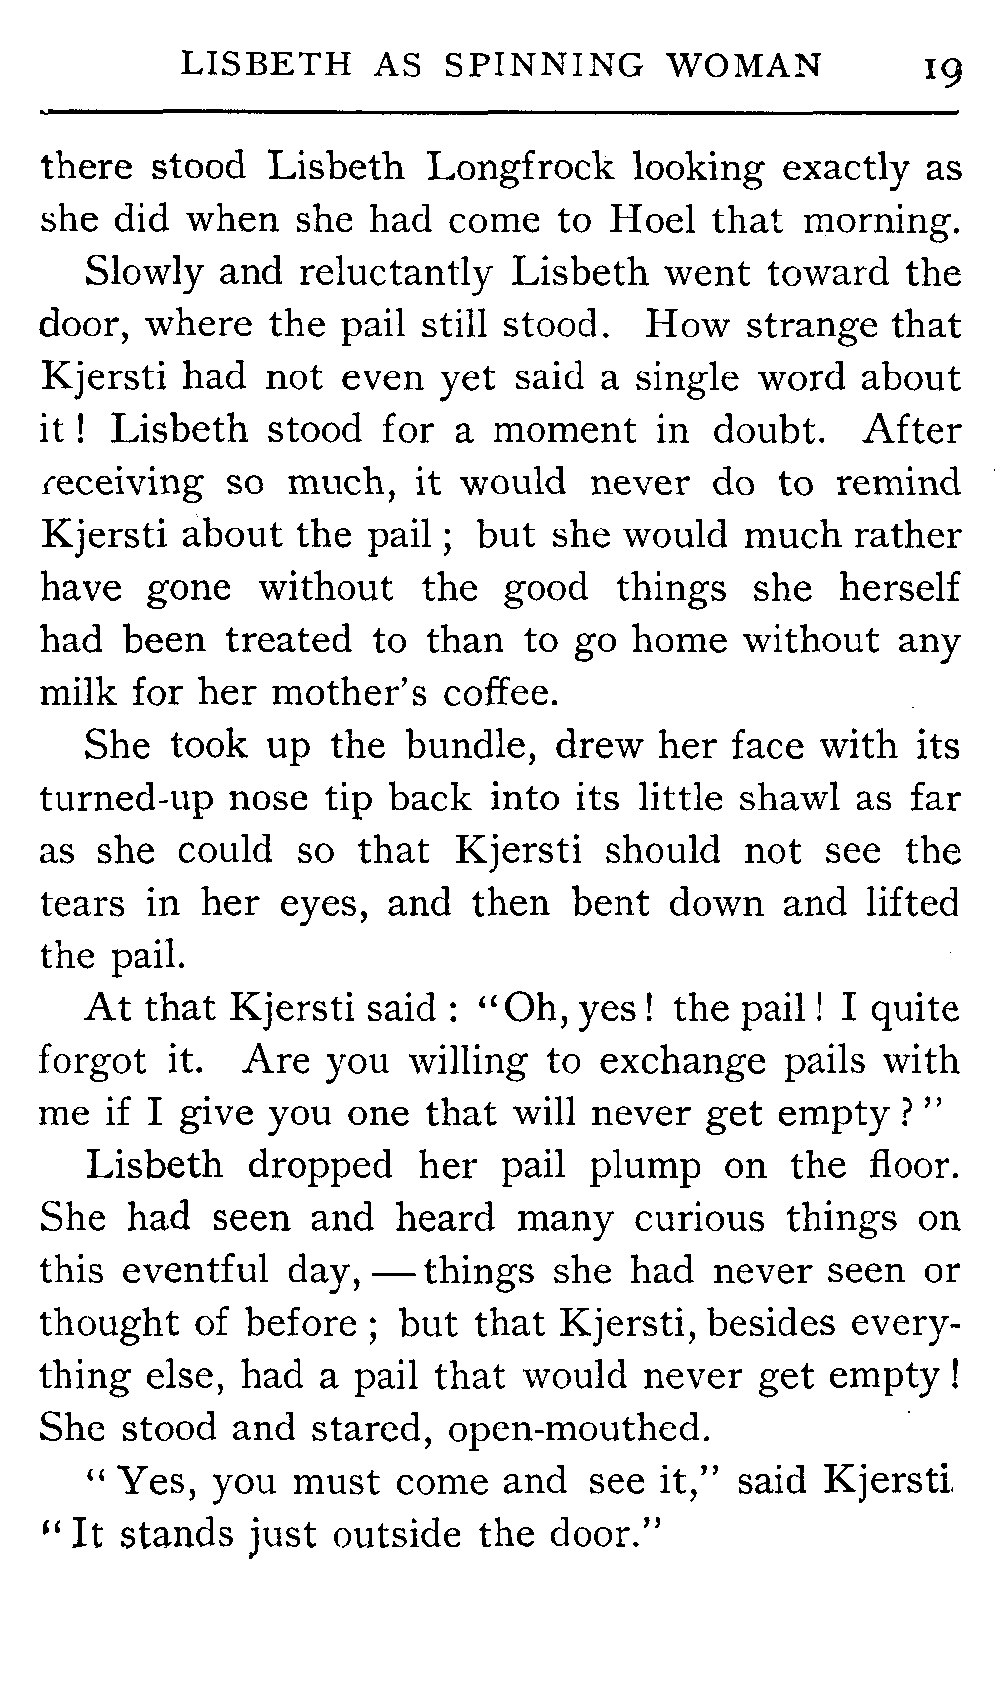 LISBETH AS SPINNING WOMAN 19
there stood Lisbeth Longfrock looking exactly as
she did when she had come to Hoel that morning.
Slowly and reluctantly Lisbeth went toward the
door, where the pail still stood. How strange that
Kjersti had not even yet said a single word about
it! Lisbeth stood for a moment in doubt. After
receiving so much, it would never do to remind
Kjersti about the pail; but she would much rather
have gone without the good things she herself
had been treated to than to go home without any
milk for her mother's coffee.
She took up the bundle, drew her face with its
turned-up nose tip back into its little shawl as far
as she could so that Kjersti should not see the
tears in her eyes, and then bent down and lifted
the pail.
At that Kjersti said: "Oh, yes! the pail! I quite
forgot it. Are you willing to exchange pails with
me if I give you one that will never get empty?"
Lisbeth dropped her pail plump on the floor.
She had seen and heard many curious things on
this eventful day,—things she had never seen or
thought of before; but that Kjersti, besides every-
thing else, had a pail that would never get empty!
She stood and stared, open-mouthed.
"Yes, you must come and see it," said Kjersti.
"It stands just outside the door."